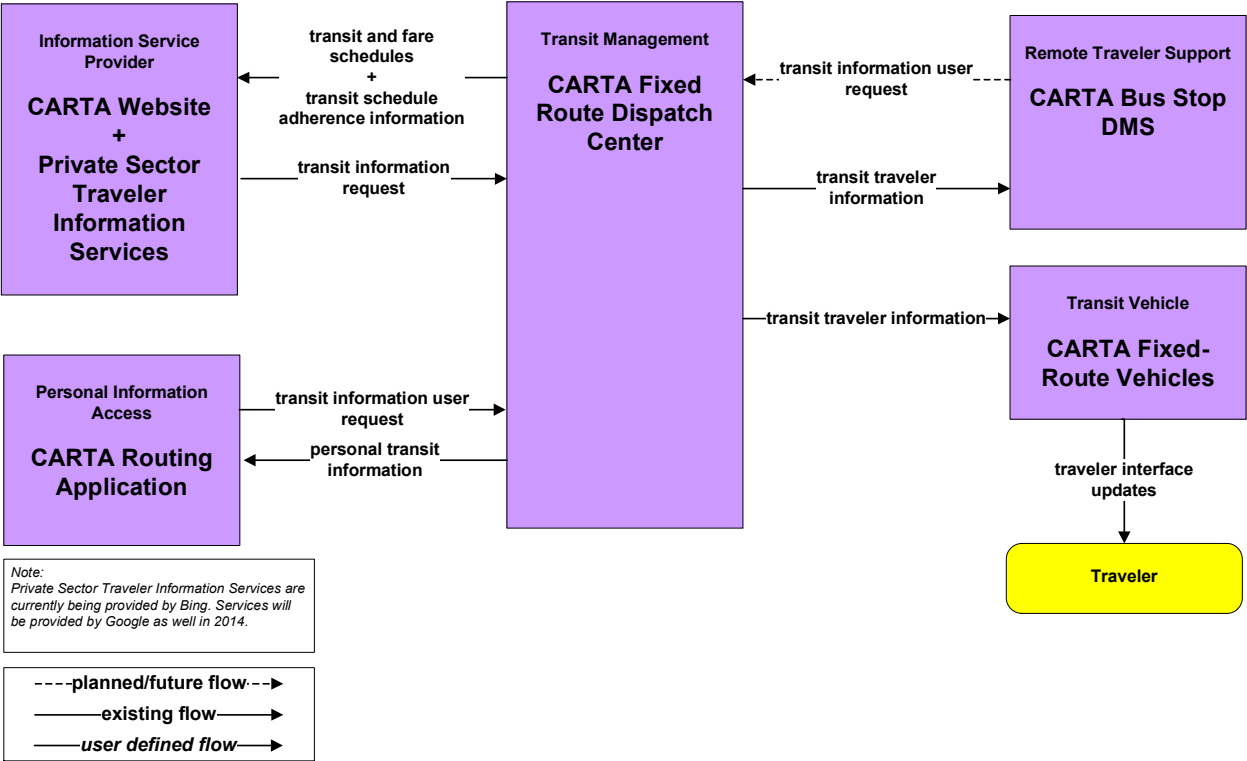 Information Service
Provider
CARTA Website
+
Private Sector
Traveler
Information
Services
transit and fare
schedules
+
transit schedule
adherence information
transit information
request
Transit Management
CARTA Fixed
Route Dispatch
Center
transit information user
request
Remote Traveler Support
CARTA Bus Stop
DMS
transit traveler
information
transit traveler information
Transit Vehicle
CARTA Fixed-
Route Vehicles
Personal Information
Access
CARTA Routing
Application
transit information user
request
personal transit
information
traveler interface
updates
Traveler
Note:
Private Sector Traveler Information Services are
currently being provided by Bing. Services will
be provided by Google as well in 2014.
planned/future flow
existing flow
user defined flow